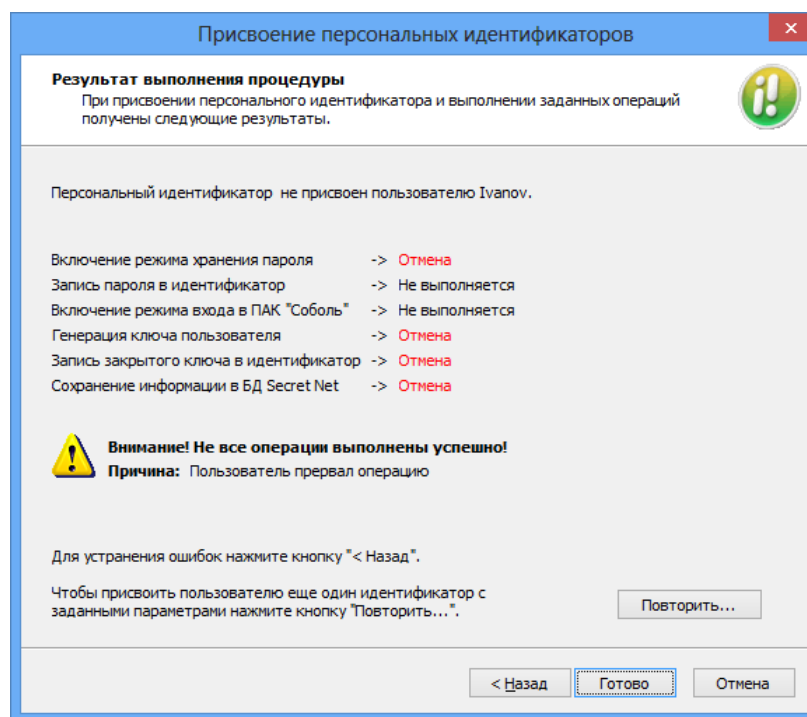 Присвоение персональных идентификаторов
Результат выполнения процедуры
При присвоении персонального идентификатора и выполнении заданных операций
получены следующие результаты.
Персональный идентификатор не присвоен пользователю Ivanov.
Включение режима хранения пароля -> Отмена
Запись пароля в идентификатор -> Не выполняется
Включение режима входа в ПАК "Соболь" -> Не выполняется
Генерация ключа пользователя -> Отмена
Запись закрытого ключа в идентификатор -> Отмена
Сохранение информации в БД Secret Net -> Отмена
Внимание! Не все операции выполнены успешно!
Причина: Пользователь прервал операцию
Для устранения ошибок нажмите кнопку "< Назад".
Чтобы присвоить пользователю еще один идентификатор с
заданными параметрами нажмите кнопку "Повторить...".
Повторить...
< Назад Готово Отмена